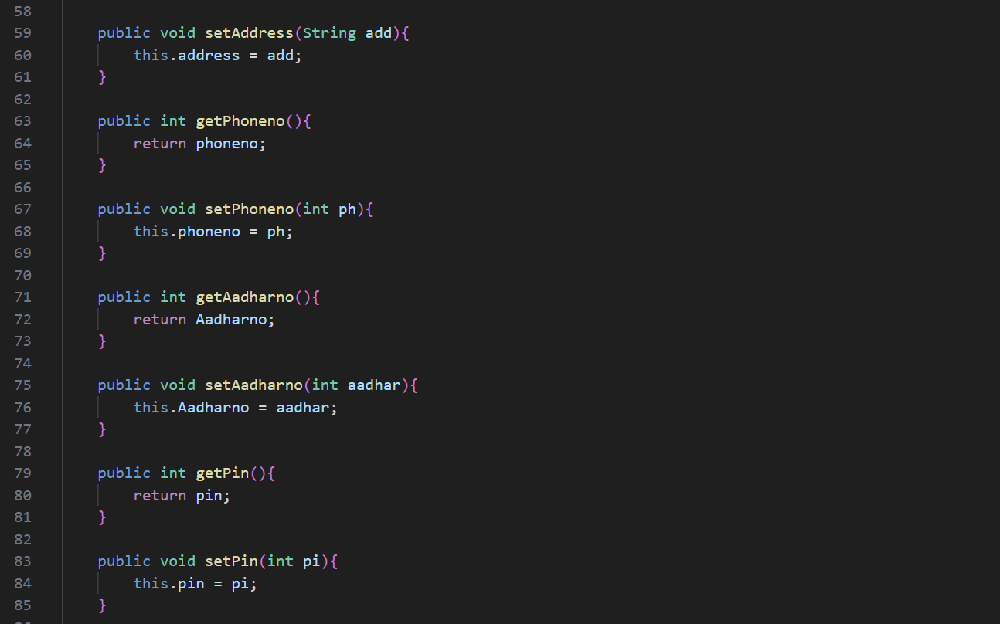 58
59 public void setAddress(String add){
60 this.address = add;
61 }
62
63 public int getPhoneno(){
64 return phoneno;
65 }
66
67 public void setPhoneno(int ph){
68 this.phoneno = ph;
69 }
70
71 public int getAadharno(){
72 return Aadharno;
73 }
74
75 public void setAadharno(int aadhar){
76 this.Aadharno = aadhar;
77 }
78
79 public int getPin(){
80 return pin;
81 }
82
83 public void setPin(int pi){
84 this.pin = pi;
85 }